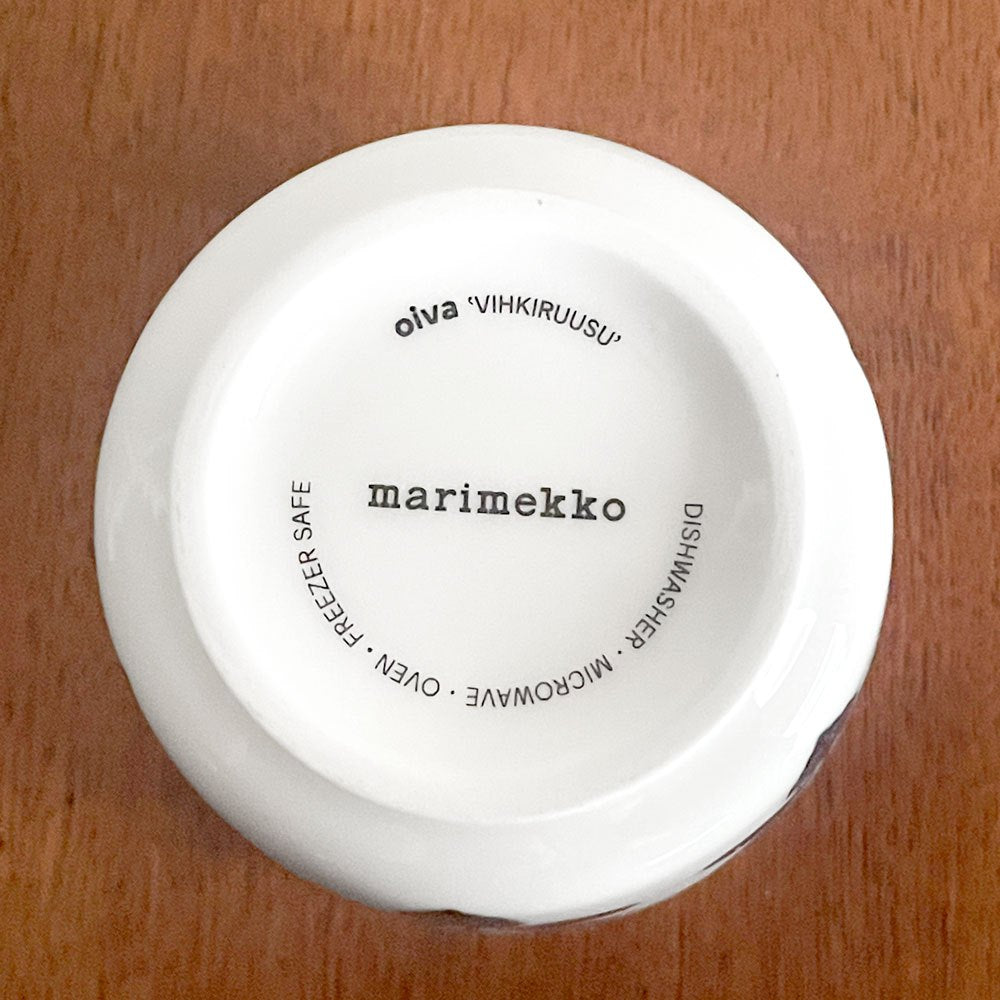 oiva ‘VIHKIRUUSU’
marimekko
DISHWASHER · MICROWAVE · OVEN · FREEZER SAFE